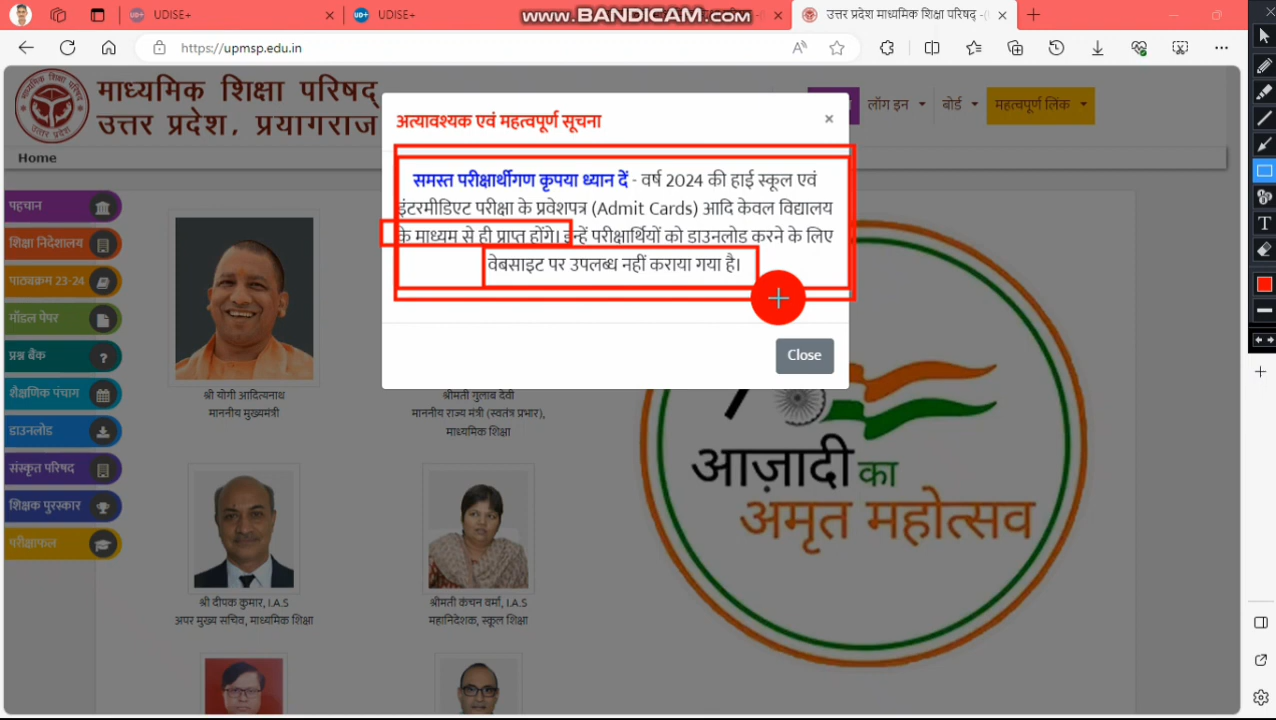 UDISE+
UDISE+
www.BANDICAM.com
उत्तर प्रदेश माध्यमिक शिक्षा परिषद् -(
https://upmsp.edu.in
माध्यमिक शिक्षा परिषद्
उत्तर प्रदेश, प्रयागराज
लॉग इन
बोर्ड
महत्वपूर्ण लिंक
Home
अत्यावश्यक एवं महत्वपूर्ण सूचना
×
समस्त परीक्षार्थीगण कृपया ध्यान दें - वर्ष 2024 की हाई स्कूल एवं
इंटरमीडिएट परीक्षा के प्रवेशपत्र (Admit Cards) आदि केवल विद्यालय
के माध्यम से ही प्राप्त होंगे। इन्हें परीक्षार्थियों को डाउनलोड करने के लिए
वेबसाइट पर उपलब्ध नहीं कराया गया है।
Close
पहचान
शिक्षा निदेशालय
पाठ्यक्रम 23-24
मॉडल पेपर
प्रश्न बैंक
शैक्षणिक पंचाग
डाउनलोड
संस्कृत परिषद
शिक्षक पुरस्कार
परीक्षाफल
श्री योगी आदित्यनाथ
माननीय मुख्यमंत्री
श्रीमती गुलाब देवी
माननीय राज्य मंत्री (स्वतंत्र प्रभार),
माध्यमिक शिक्षा
श्री दीपक कुमार, I.A.S
अपर मुख्य सचिव, माध्यमिक शिक्षा
श्रीमती कंचन वर्मा, I.A.S
महानिदेशक, स्कूल शिक्षा
आज़ादी का
अमृत महोत्सव